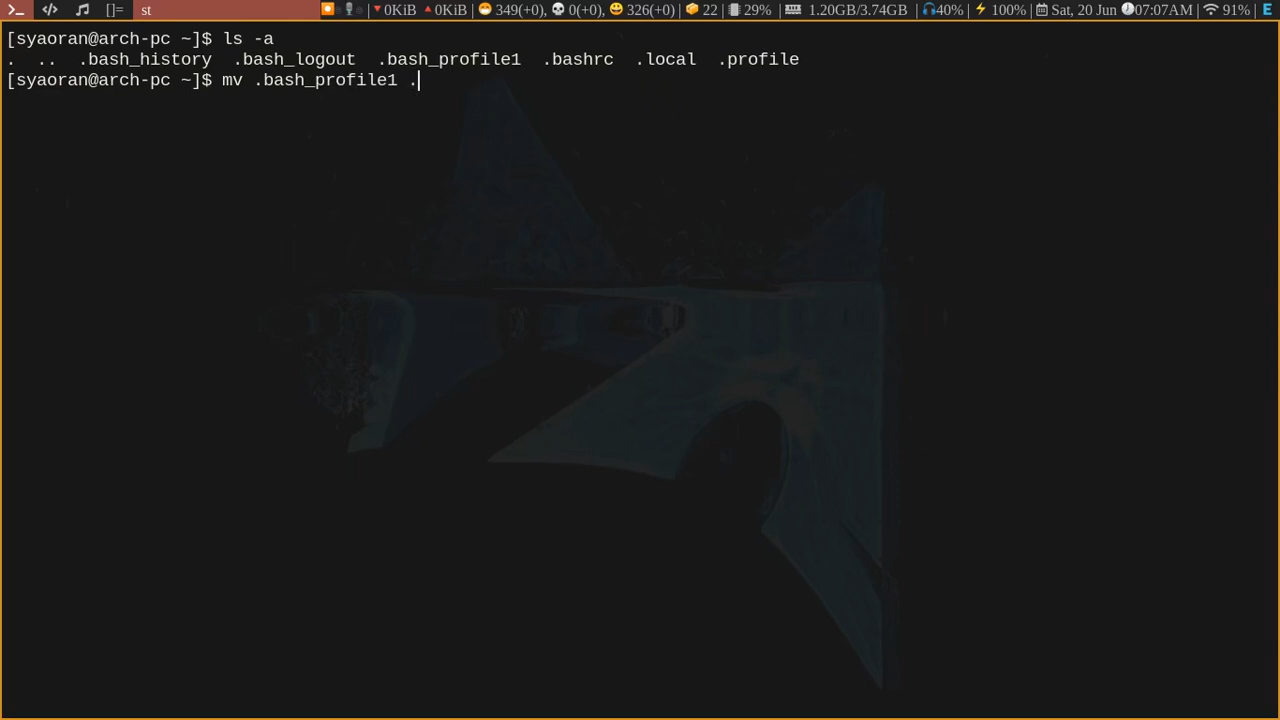 []= st 0KiB 0KiB 349(+0), 0(+0), 326(+0) 22 29% 1.20GB/3.74GB 40% 100% Sat, 20 Jun 07:07AM 91% E
[syaoran@arch-pc ~]$ ls -a
. .. .bash_history .bash_logout .bash_profile1 .bashrc .local .profile
[syaoran@arch-pc ~]$ mv .bash_profile1 .